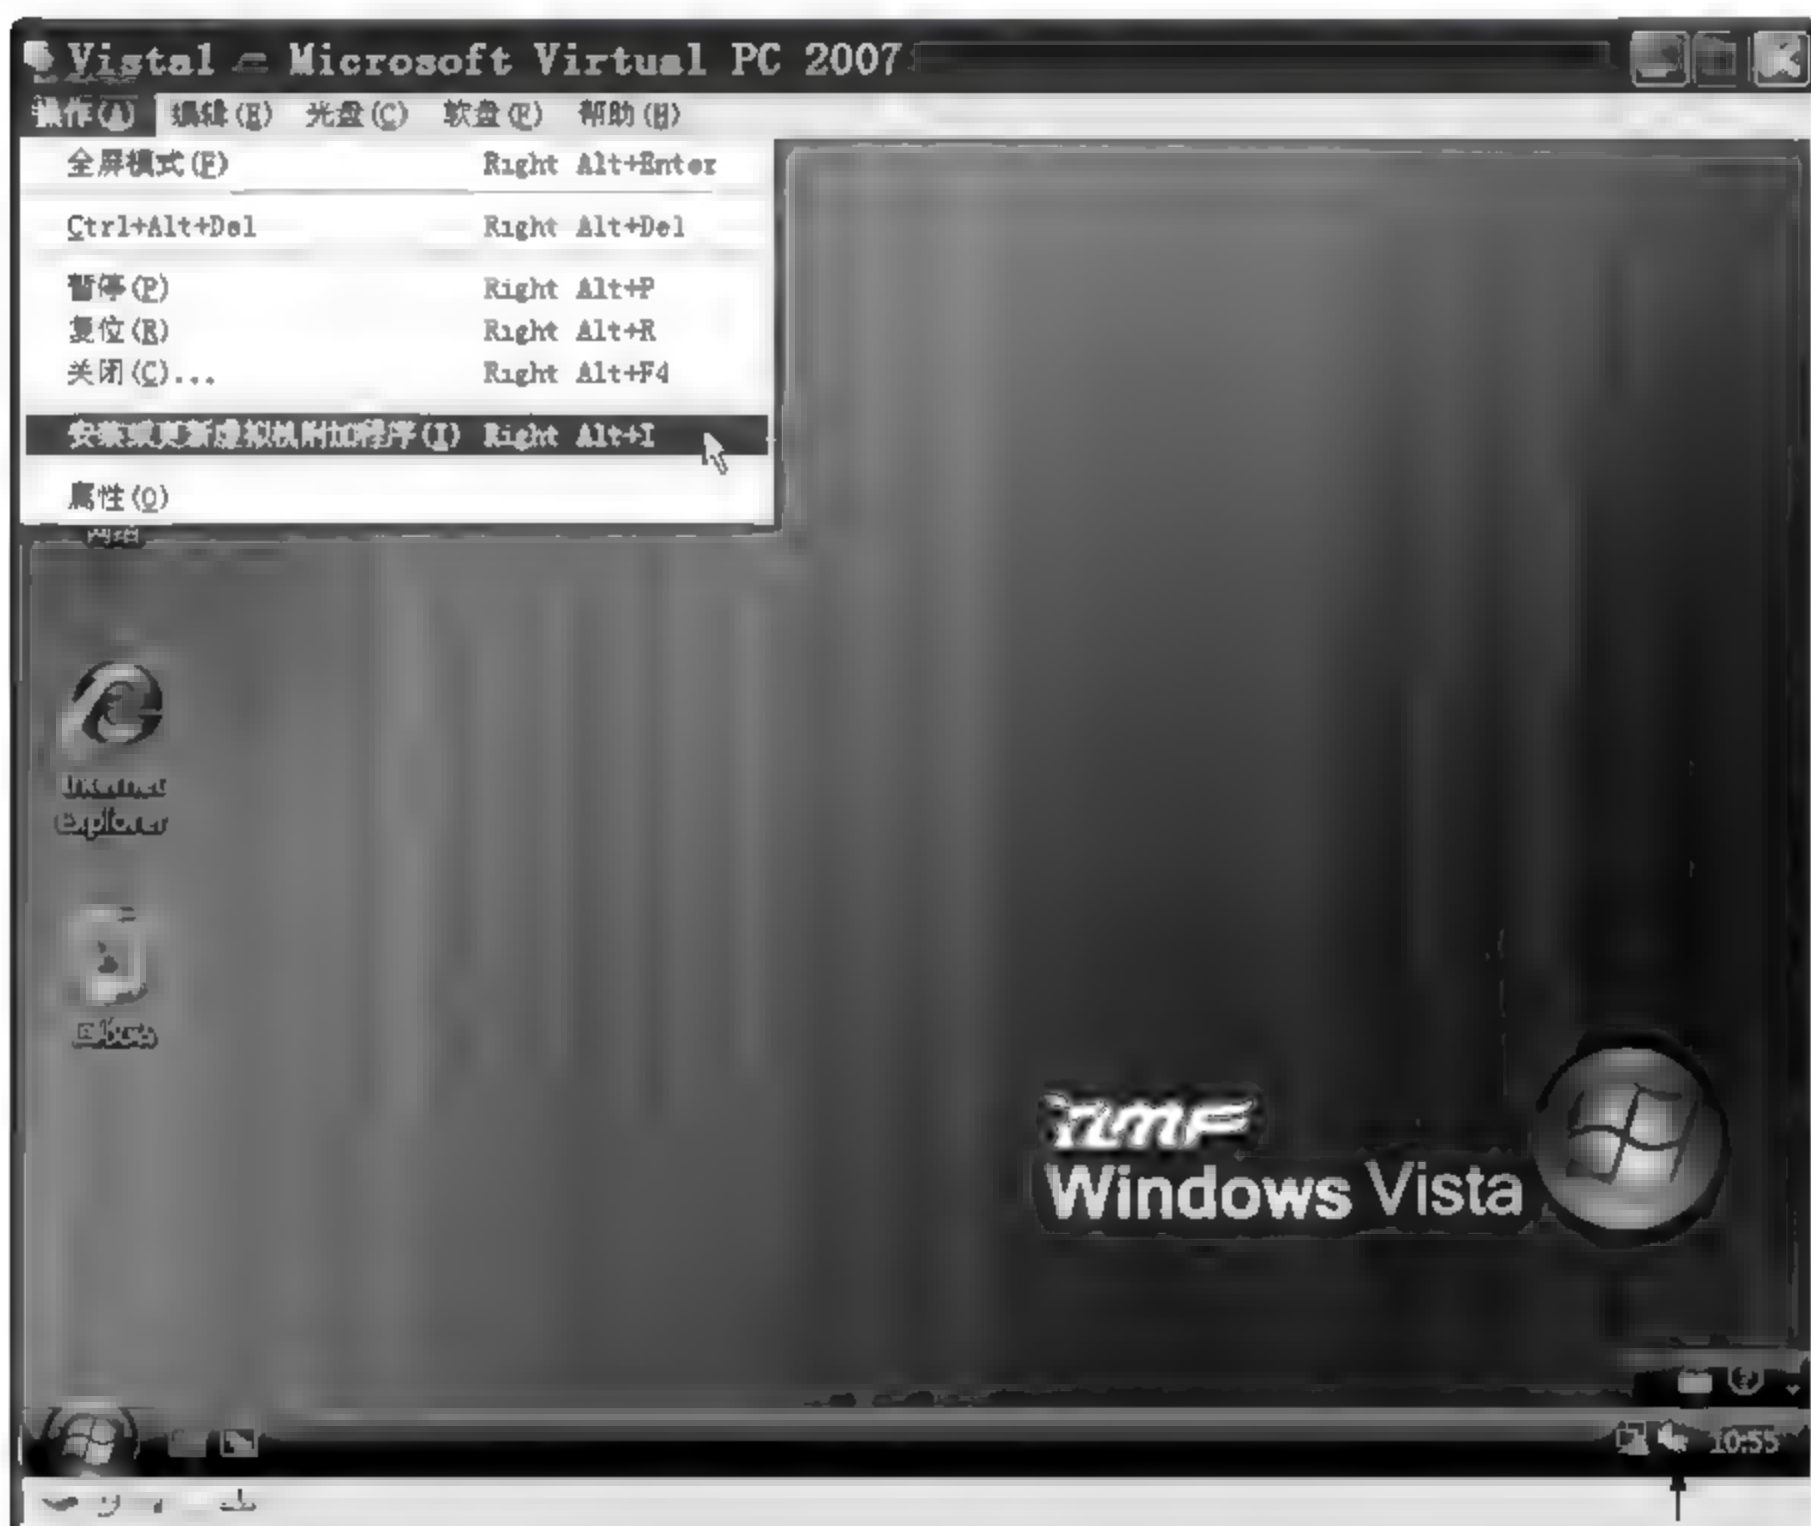 Vista1 - Microsoft Virtual PC 2007
操作(A) 编辑(E) 光盘(C) 软盘(F) 帮助(H)
全屏模式(F) Right Alt+Enter
Ctrl+Alt+Del Right Alt+Del
暂停(P) Right Alt+P
复位(R) Right Alt+R
关闭(C)... Right Alt+F4
安装或更新虚拟机附加程序(I) Right Alt+I
属性(O)
网络
Internet
Explorer
Windows Vista
10:55